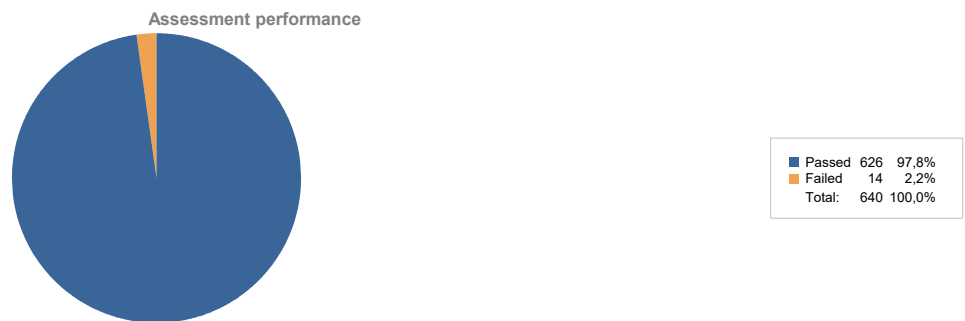 Assessment performance
Passed 626 97,8%
Failed 14 2,2%
Total: 640 100,0%